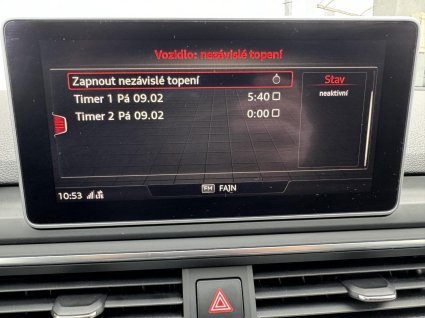 Vozidlo: nezávislé topení
Zapnout nezávislé topení
Stav
Timer 1 Pá 09.02 5:40
neaktivní
Timer 2 Pá 09.02 0:00
10:53 LTE
FM FAJN